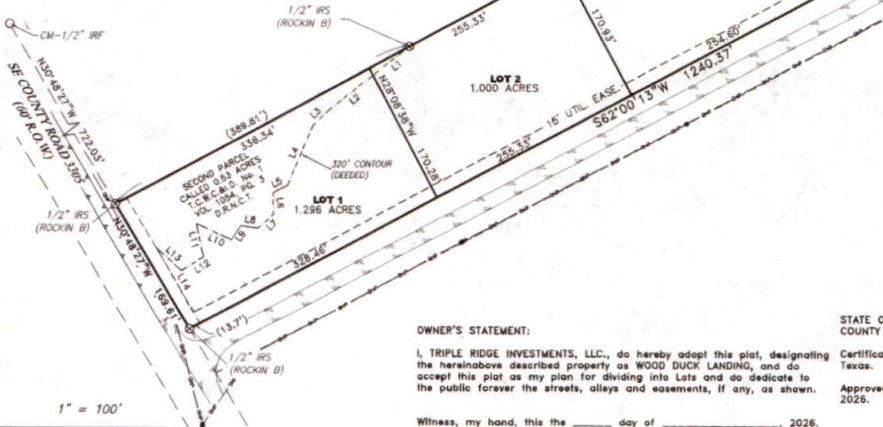 1/2" IRS
(ROCKIN B)
CM-1/2" IRF
N30°48'27"W 722.03'
SE COUNTY ROAD 3305
(60' R.O.W.)
255.33'
170.93'
LOT 2
1.000 ACRES
254.60'
S62°00'13"W 1240.37'
15' UTIL EASE
255.33'
L1
L2
L3
N28°08'58"W
170.28'
(389.81')
336.34'
L4
320' CONTOUR
(DEEDED)
SECOND PARCEL
CALLED 0.53 ACRES
T.C.W.C.&I.D. No. 1
VOL. 1054, PG. 3
D.R.N.C.T.
L5
L6
LOT 1
1.296 ACRES
L7
L8
L9
L10
L11
L12
L13
L14
1/2" IRS
(ROCKIN B)
N30°48'27"W
169.61'
328.46'
(13.7')
1/2" IRS
(ROCKIN B)
1" = 100'
OWNER'S STATEMENT:
I, TRIPLE RIDGE INVESTMENTS, LLC., do hereby adopt this plat, designating
the hereinabove described property as WOOD DUCK LANDING, and do
accept this plat as my plan for dividing into Lots and do dedicate to
the public forever the streets, alleys and easements, if any, as shown.
Witness, my hand, this the ______ day of ____________________, 2026.
STATE O
COUNTY
Certifica
Texas.
Approve
2026.